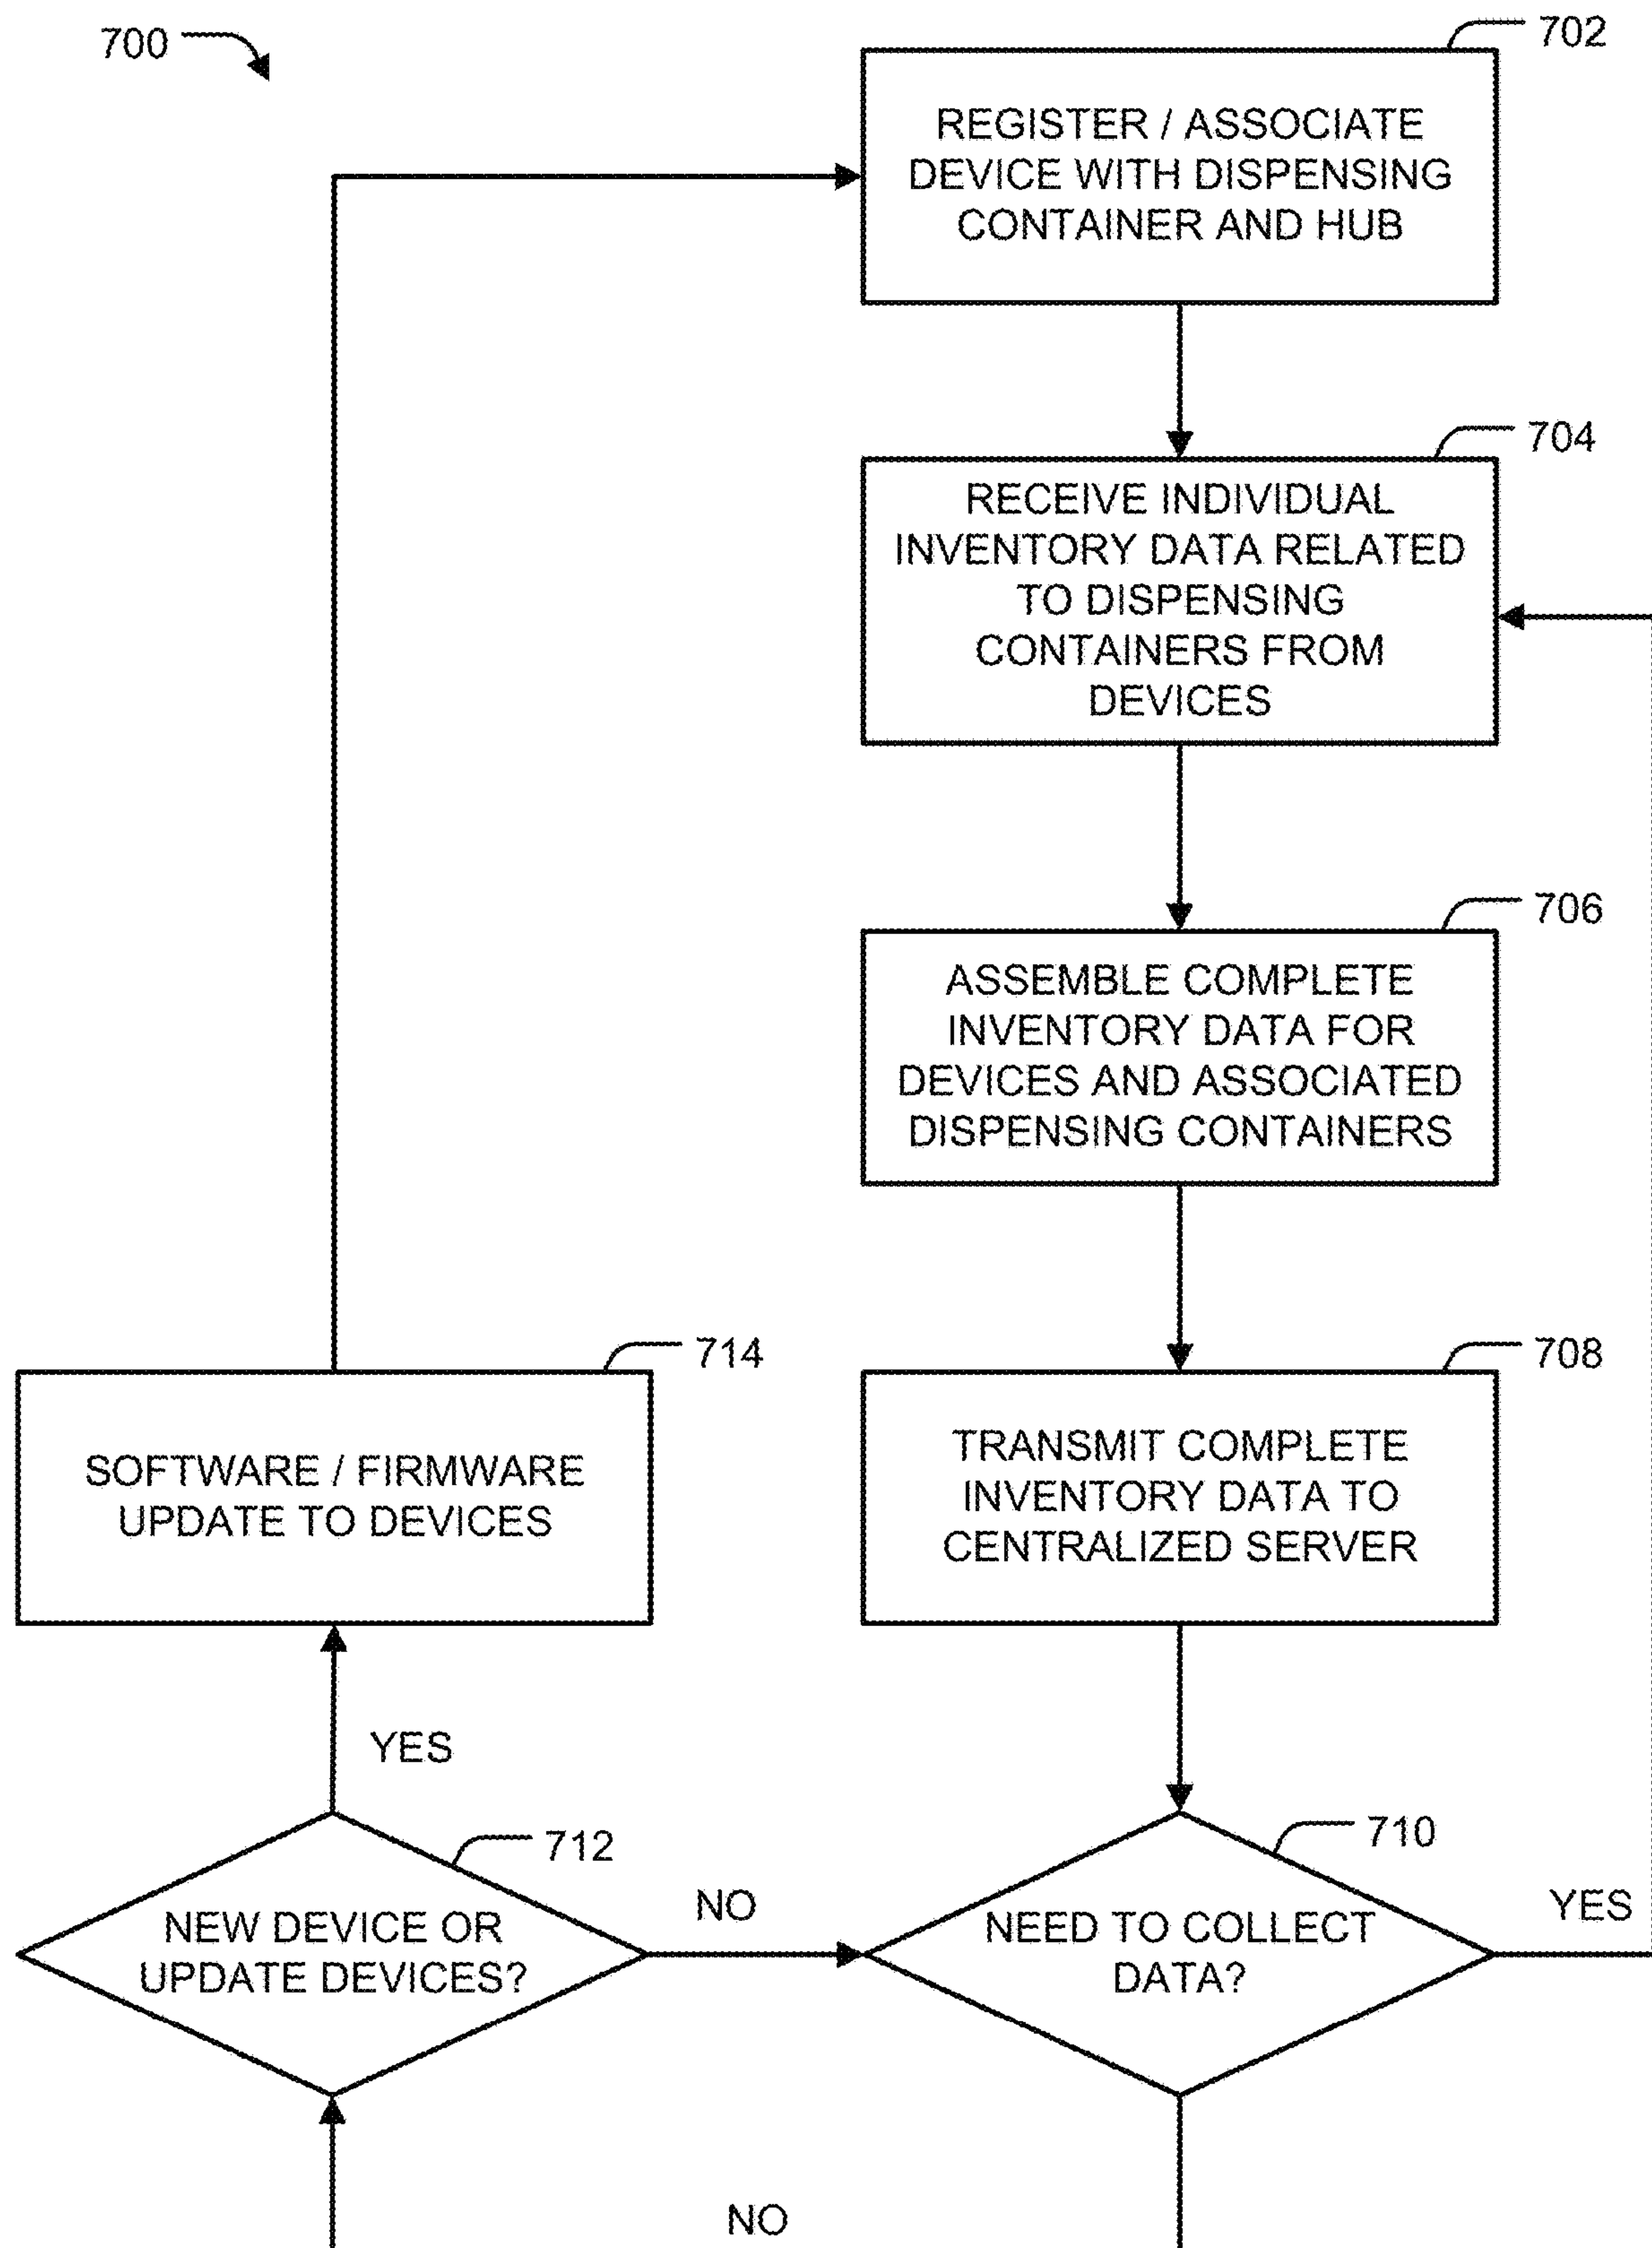 700
702
REGISTER / ASSOCIATE
DEVICE WITH DISPENSING
CONTAINER AND HUB
704
RECEIVE INDIVIDUAL
INVENTORY DATA RELATED
TO DISPENSING
CONTAINERS FROM
DEVICES
706
ASSEMBLE COMPLETE
INVENTORY DATA FOR
DEVICES AND ASSOCIATED
DISPENSING CONTAINERS
708
TRANSMIT COMPLETE
INVENTORY DATA TO
CENTRALIZED SERVER
710
NEED TO COLLECT
DATA?
YES
NO
712
NEW DEVICE OR
UPDATE DEVICES?
NO
YES
714
SOFTWARE / FIRMWARE
UPDATE TO DEVICES